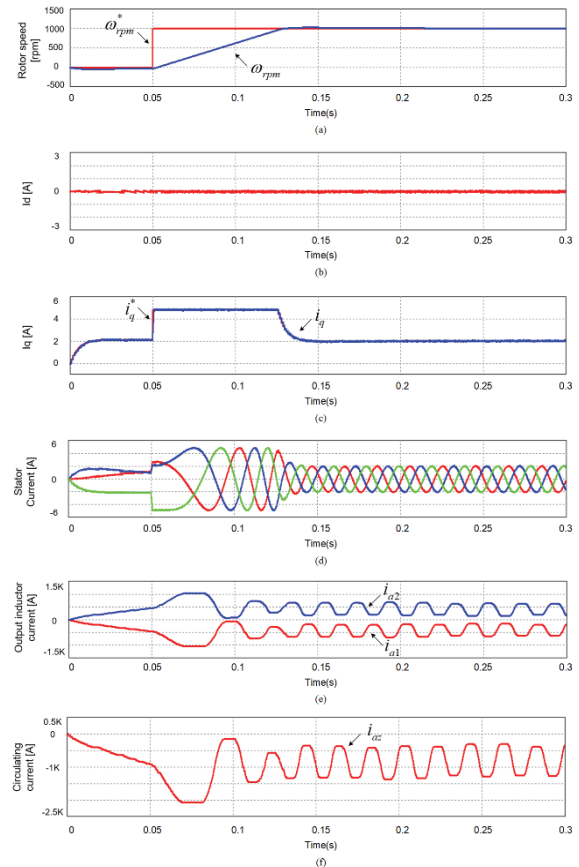 1500
1000
500
0
-500
Rotor speed
[rpm]
ω*rpm
ωrpm
0 0.05 0.1 0.15 0.2 0.25 0.3
Time(s)
(a)
3
0
-3
Id [A]
0 0.05 0.1 0.15 0.2 0.25 0.3
Time(s)
(b)
6
4
2
0
Iq [A]
i*q
iq
0 0.05 0.1 0.15 0.2 0.25 0.3
Time(s)
(c)
6
0
-6
Stator
Current [A]
0 0.05 0.1 0.15 0.2 0.25 0.3
Time(s)
(d)
1.5K
0
-1.5K
Output inductor
current [A]
ia2
ia1
0 0.05 0.1 0.15 0.2 0.25 0.3
Time(s)
(e)
0.5K
0
-1K
-2.5K
Circulating
current [A]
iaz
0 0.05 0.1 0.15 0.2 0.25 0.3
Time(s)
(f)